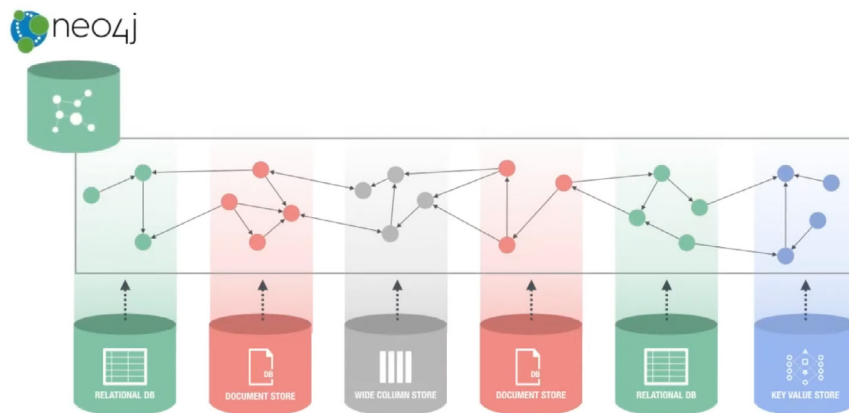 neo4j
RELATIONAL DB
DB
DOCUMENT STORE
WIDE COLUMN STORE
DB
DOCUMENT STORE
RELATIONAL DB
KEY VALUE STORE